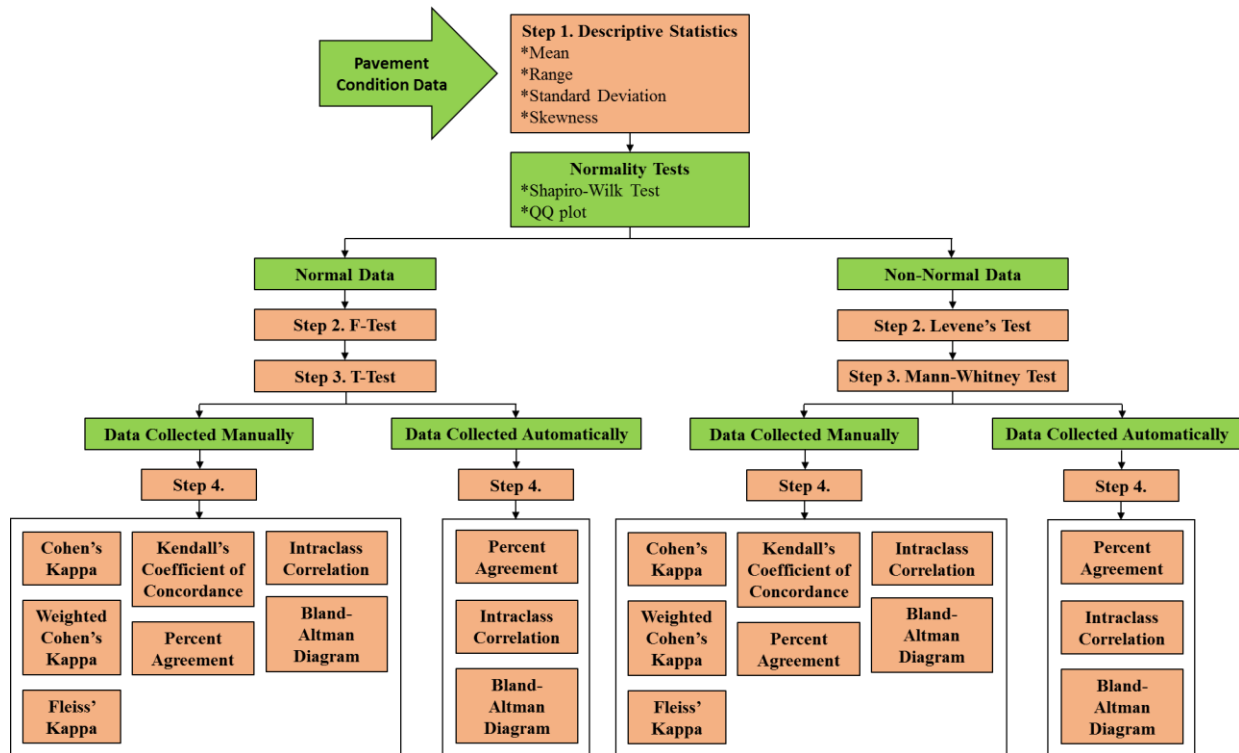 Pavement
Condition Data
Step 1. Descriptive Statistics
*Mean
*Range
*Standard Deviation
*Skewness
Normality Tests
*Shapiro-Wilk Test
*QQ plot
Normal Data
Non-Normal Data
Step 2. F-Test
Step 2. Levene's Test
Step 3. T-Test
Step 3. Mann-Whitney Test
Data Collected Manually
Data Collected Automatically
Data Collected Manually
Data Collected Automatically
Step 4.
Step 4.
Step 4.
Step 4.
Cohen's
Kappa
Weighted
Cohen's
Kappa
Fleiss'
Kappa
Kendall's
Coefficient of
Concordance
Percent
Agreement
Intraclass
Correlation
Bland-
Altman
Diagram
Percent
Agreement
Intraclass
Correlation
Bland-
Altman
Diagram
Cohen's
Kappa
Weighted
Cohen's
Kappa
Fleiss'
Kappa
Kendall's
Coefficient of
Concordance
Percent
Agreement
Intraclass
Correlation
Bland-
Altman
Diagram
Percent
Agreement
Intraclass
Correlation
Bland-
Altman
Diagram